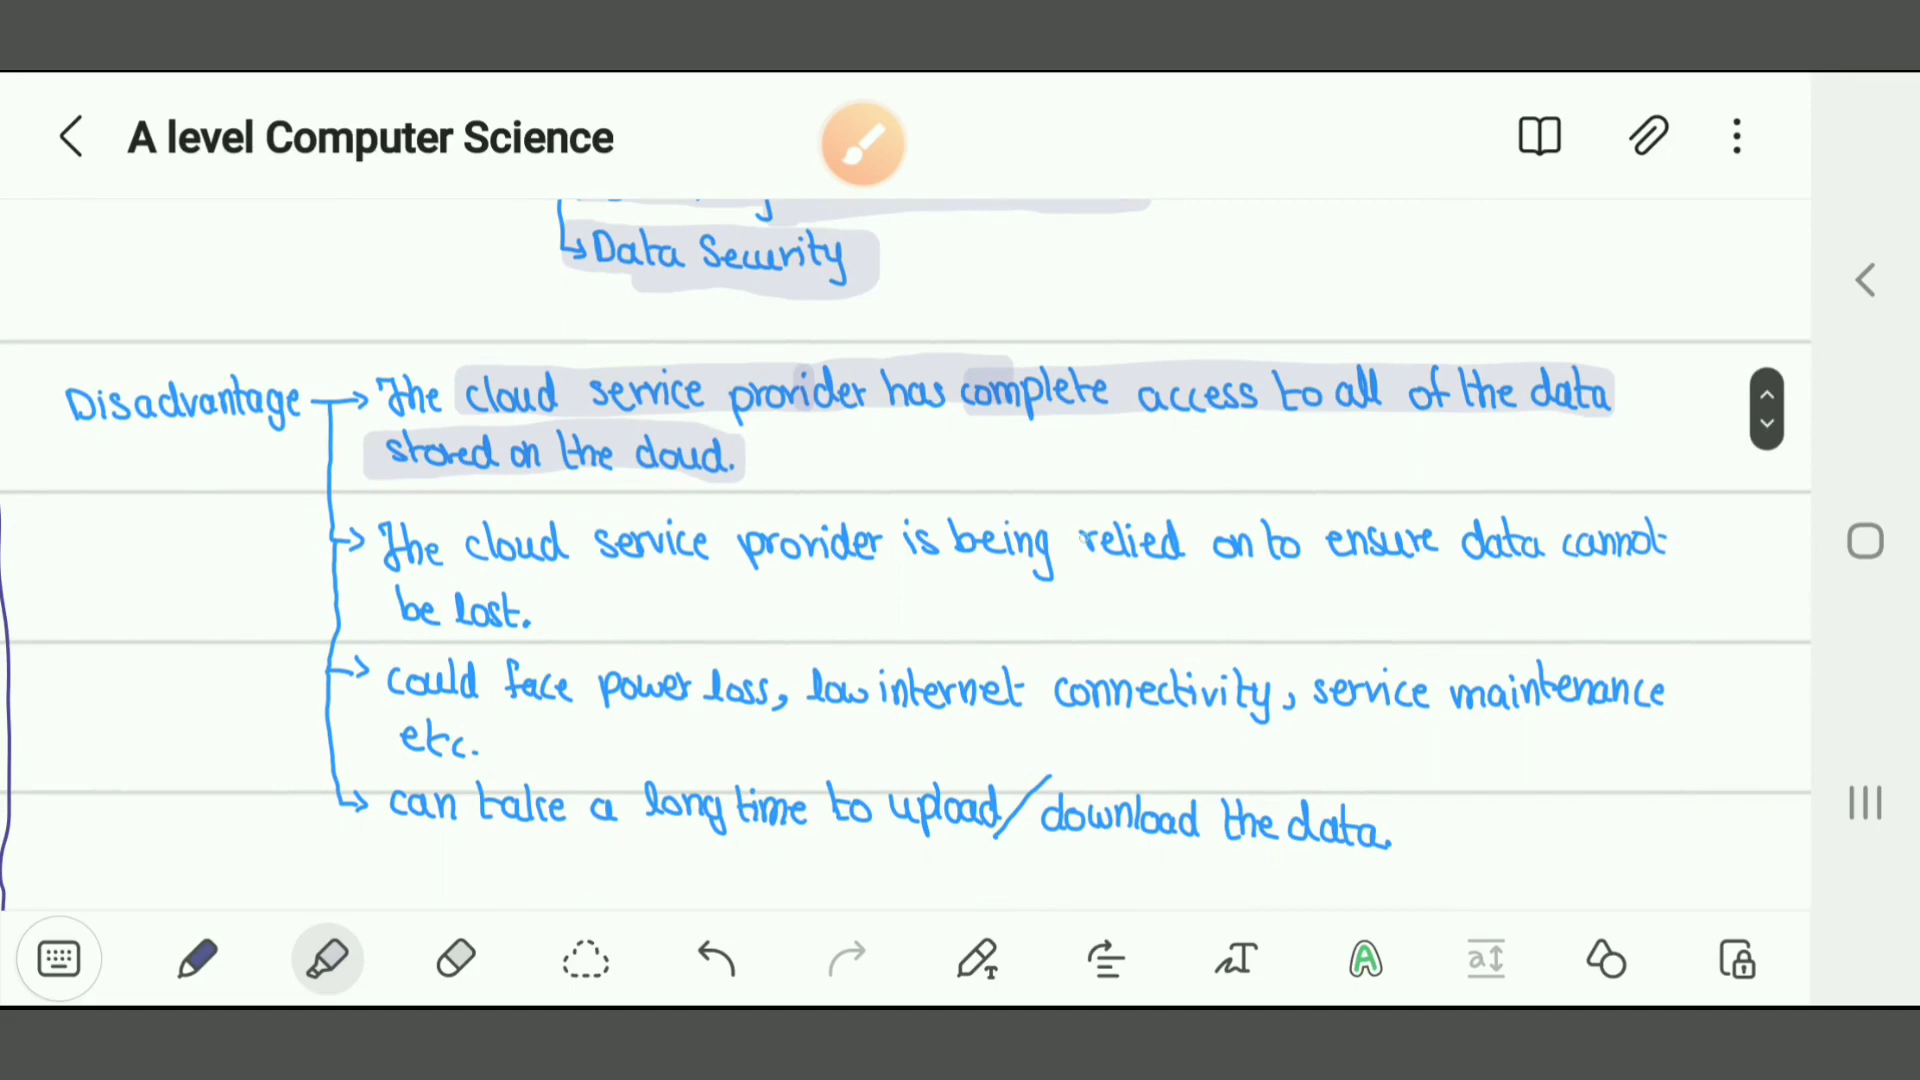 A level Computer Science
Data Security
Disadvantage → The cloud service provider has complete access to all of the data
stored on the cloud.
→ The cloud service provider is being relied on to ensure data cannot
be lost.
→ could face power loss, low internet connectivity, service maintenance
etc.
→ can take a long time to upload/download the data.